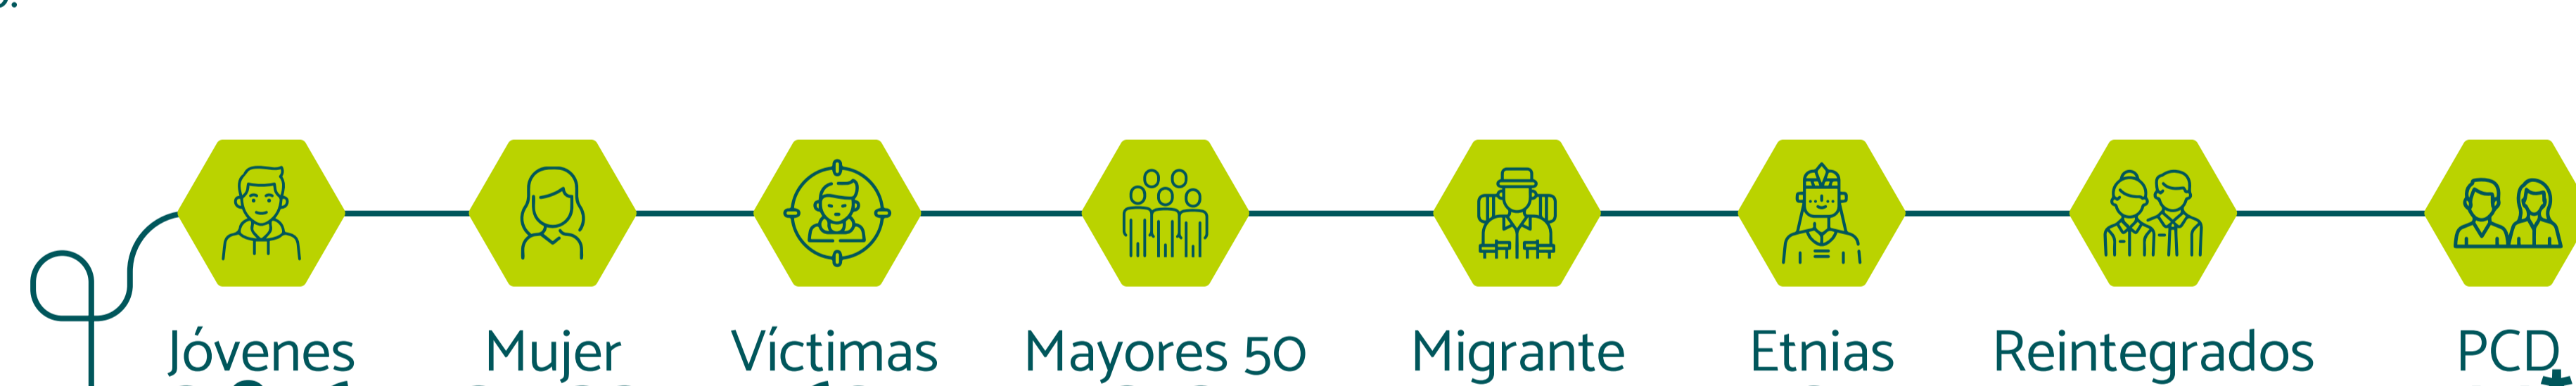 Jóvenes
Mujer
Víctimas
Mayores 50
Migrante
Etnias
Reintegrados
PCD